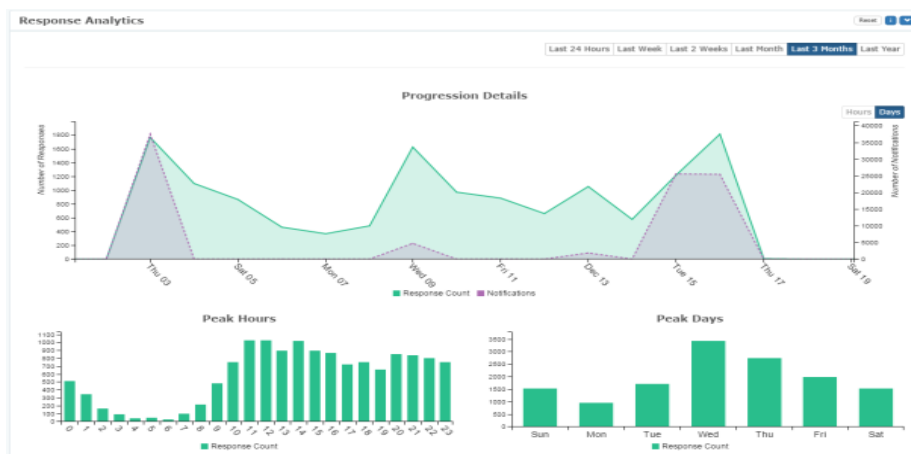 Response Analytics
Reset
Last 24 Hours Last Week Last 2 Weeks Last Month Last 3 Months Last Year
Progression Details
Hours Days
Number of Responses
1800
1600
1400
1200
1000
800
600
400
200
0
40000
35000
30000
25000
20000
15000
10000
5000
0
Number of Notifications
Thu 03 Sat 05 Mon 07 Wed 09 Fri 11 Dec 13 Tue 15 Thu 17 Sat 19
Response Count Notifications
Peak Hours
1100
1000
900
800
700
600
500
400
300
200
100
0
0 1 2 3 4 5 6 7 8 9 10 11 12 13 14 15 16 17 18 19 20 21 22 23
Response Count
Peak Days
3500
3000
2500
2000
1500
1000
500
0
Sun Mon Tue Wed Thu Fri Sat
Response Count